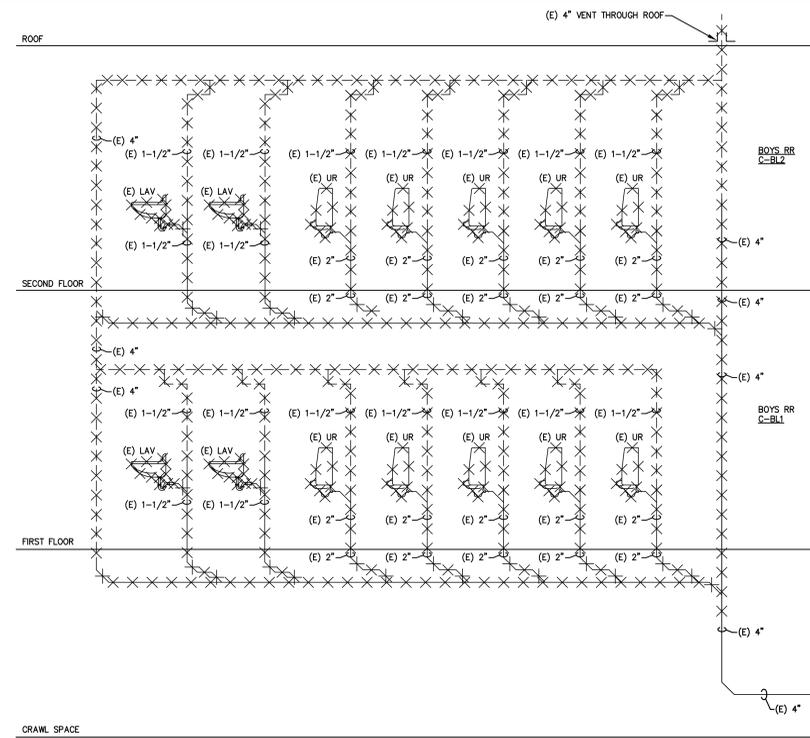 (E) 4" VENT THROUGH ROOF
ROOF
(E) 4"
(E) 1-1/2" (E) 1-1/2" (E) 1-1/2" (E) 1-1/2" (E) 1-1/2" (E) 1-1/2" (E) 1-1/2"
BOYS RR
C-BL2
(E) LAV (E) LAV (E) UR (E) UR (E) UR (E) UR (E) UR
(E) 1-1/2" (E) 1-1/2" (E) 4"
(E) 2" (E) 2" (E) 2" (E) 2" (E) 2"
SECOND FLOOR
(E) 2" (E) 2" (E) 2" (E) 2" (E) 2" (E) 4"
(E) 4"
(E) 4"
(E) 4"
(E) 1-1/2" (E) 1-1/2" (E) 1-1/2" (E) 1-1/2" (E) 1-1/2" (E) 1-1/2" (E) 1-1/2"
BOYS RR
C-BL1
(E) LAV (E) LAV (E) UR (E) UR (E) UR (E) UR (E) UR
(E) 1-1/2" (E) 1-1/2"
(E) 2" (E) 2" (E) 2" (E) 2" (E) 2"
FIRST FLOOR
(E) 2" (E) 2" (E) 2" (E) 2" (E) 2"
(E) 4"
(E) 4"
CRAWL SPACE